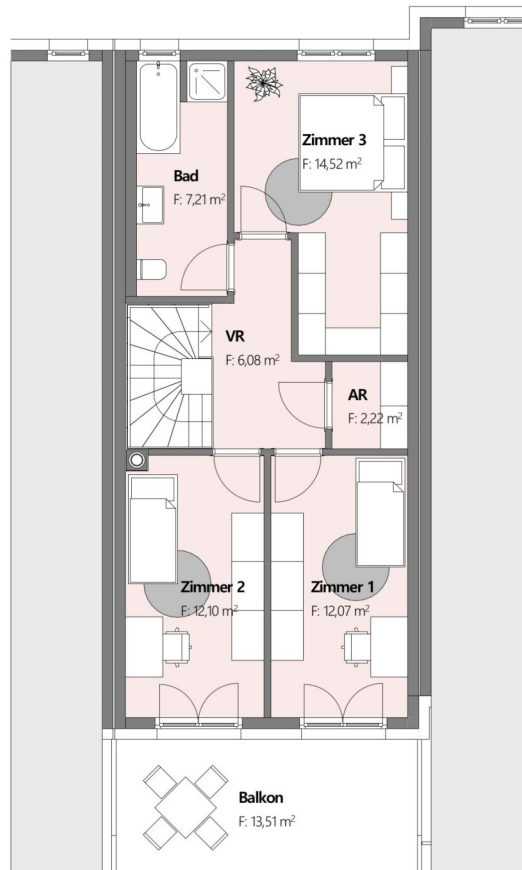 Zimmer 3
F: 14,52 m²
Bad
F: 7,21 m²
VR
F: 6,08 m²
AR
F: 2,22 m²
Zimmer 2
F: 12,10 m²
Zimmer 1
F: 12,07 m²
Balkon
F: 13,51 m²